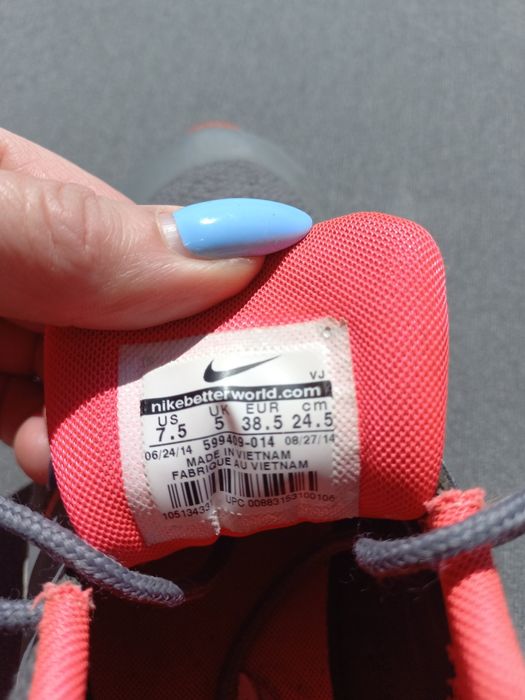 VJ
nikebetterworld.com
US UK EUR cm
7.5 5 38.5 24.5
06/24/14 599409-014 08/27/14
MADE IN VIETNAM
FABRIQUE AU VIETNAM
UPC 00883153100106